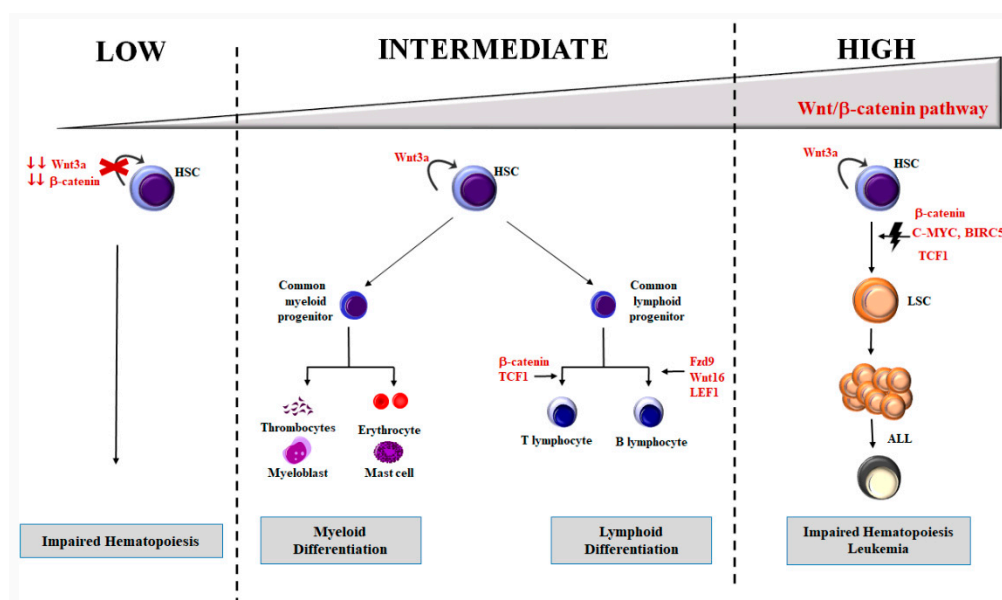 LOW
INTERMEDIATE
HIGH
Wnt/β-catenin pathway
↓↓ Wnt3a
↓↓ β-catenin
HSC
Wnt3a
HSC
Wnt3a
HSC
β-catenin
C-MYC, BIRC5
TCF1
LSC
Common
myeloid
progenitor
Common
lymphoid
progenitor
β-catenin
TCF1
Fzd9
Wnt16
LEF1
Thrombocytes
Erythrocyte
T lymphocyte
B lymphocyte
Myeloblast
Mast cell
ALL
Impaired Hematopoiesis
Myeloid
Differentiation
Lymphoid
Differentiation
Impaired Hematopoiesis
Leukemia